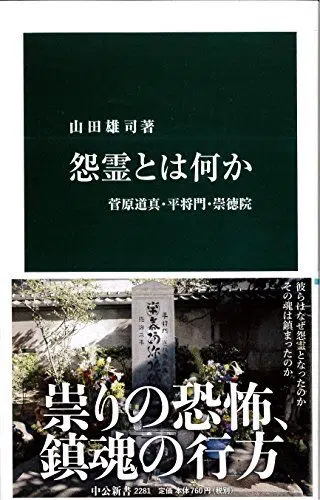 山田雄司著
怨霊とは何か
菅原道真・平将門・崇徳院
彼らはなぜ怨霊となったのか
その魂は鎮まったのか
平将門
祟りの恐怖、
鎮魂の行方
中公新書 2281 定価 本体760円(税別)